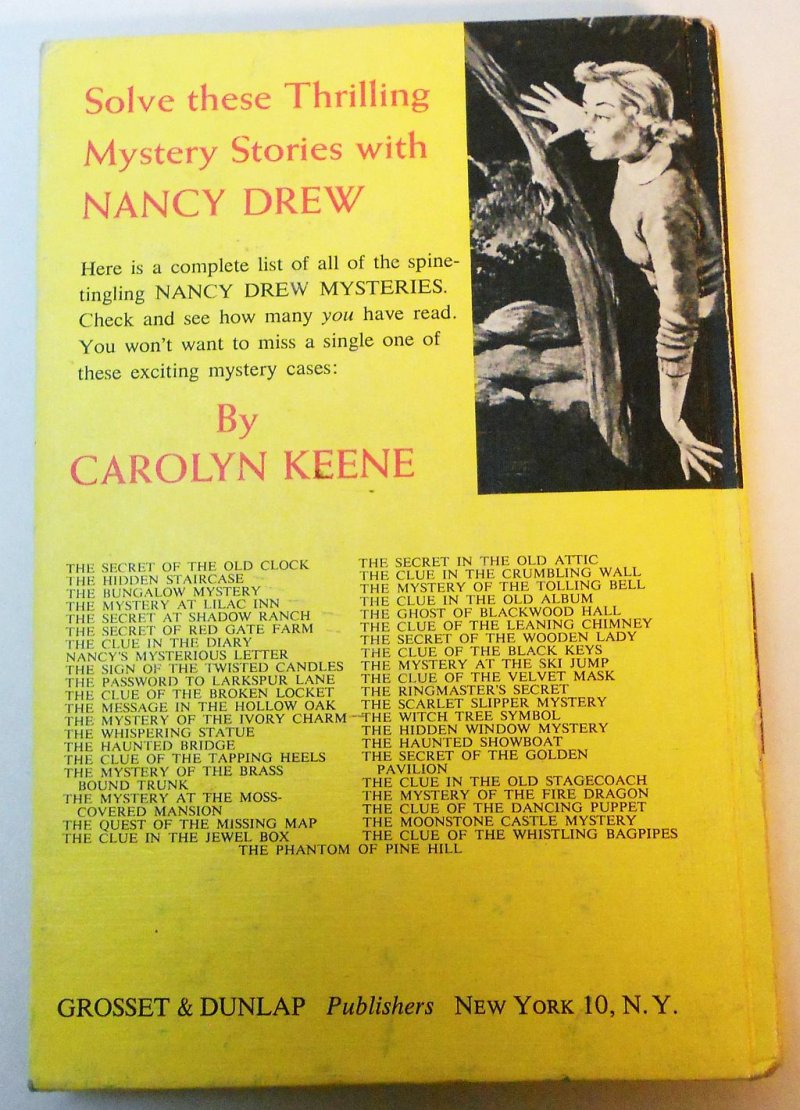 Solve these Thrilling
Mystery Stories with
NANCY DREW
Here is a complete list of all of the spine-
tingling NANCY DREW MYSTERIES.
Check and see how many you have read.
You won't want to miss a single one of
these exciting mystery cases:
By
CAROLYN KEENE
THE SECRET OF THE OLD CLOCK
THE HIDDEN STAIRCASE
THE BUNGALOW MYSTERY
THE MYSTERY AT LILAC INN
THE SECRET AT SHADOW RANCH
THE SECRET OF RED GATE FARM
THE CLUE IN THE DIARY
NANCY'S MYSTERIOUS LETTER
THE SIGN OF THE TWISTED CANDLES
THE PASSWORD TO LARKSPUR LANE
THE CLUE OF THE BROKEN LOCKET
THE MESSAGE IN THE HOLLOW OAK
THE MYSTERY OF THE IVORY CHARM
THE WHISPERING STATUE
THE HAUNTED BRIDGE
THE CLUE OF THE TAPPING HEELS
THE MYSTERY OF THE BRASS
BOUND TRUNK
THE MYSTERY AT THE MOSS-
COVERED MANSION
THE QUEST OF THE MISSING MAP
THE CLUE IN THE JEWEL BOX
THE SECRET IN THE OLD ATTIC
THE CLUE IN THE CRUMBLING WALL
THE MYSTERY OF THE TOLLING BELL
THE CLUE IN THE OLD ALBUM
THE GHOST OF BLACKWOOD HALL
THE CLUE OF THE LEANING CHIMNEY
THE SECRET OF THE WOODEN LADY
THE CLUE OF THE BLACK KEYS
THE MYSTERY AT THE SKI JUMP
THE CLUE OF THE VELVET MASK
THE RINGMASTER'S SECRET
THE SCARLET SLIPPER MYSTERY
THE WITCH TREE SYMBOL
THE HIDDEN WINDOW MYSTERY
THE HAUNTED SHOWBOAT
THE SECRET OF THE GOLDEN
PAVILION
THE CLUE IN THE OLD STAGECOACH
THE MYSTERY OF THE FIRE DRAGON
THE CLUE OF THE DANCING PUPPET
THE MOONSTONE CASTLE MYSTERY
THE CLUE OF THE WHISTLING BAGPIPES
THE PHANTOM OF PINE HILL
GROSSET & DUNLAP Publishers NEW YORK 10, N.Y.